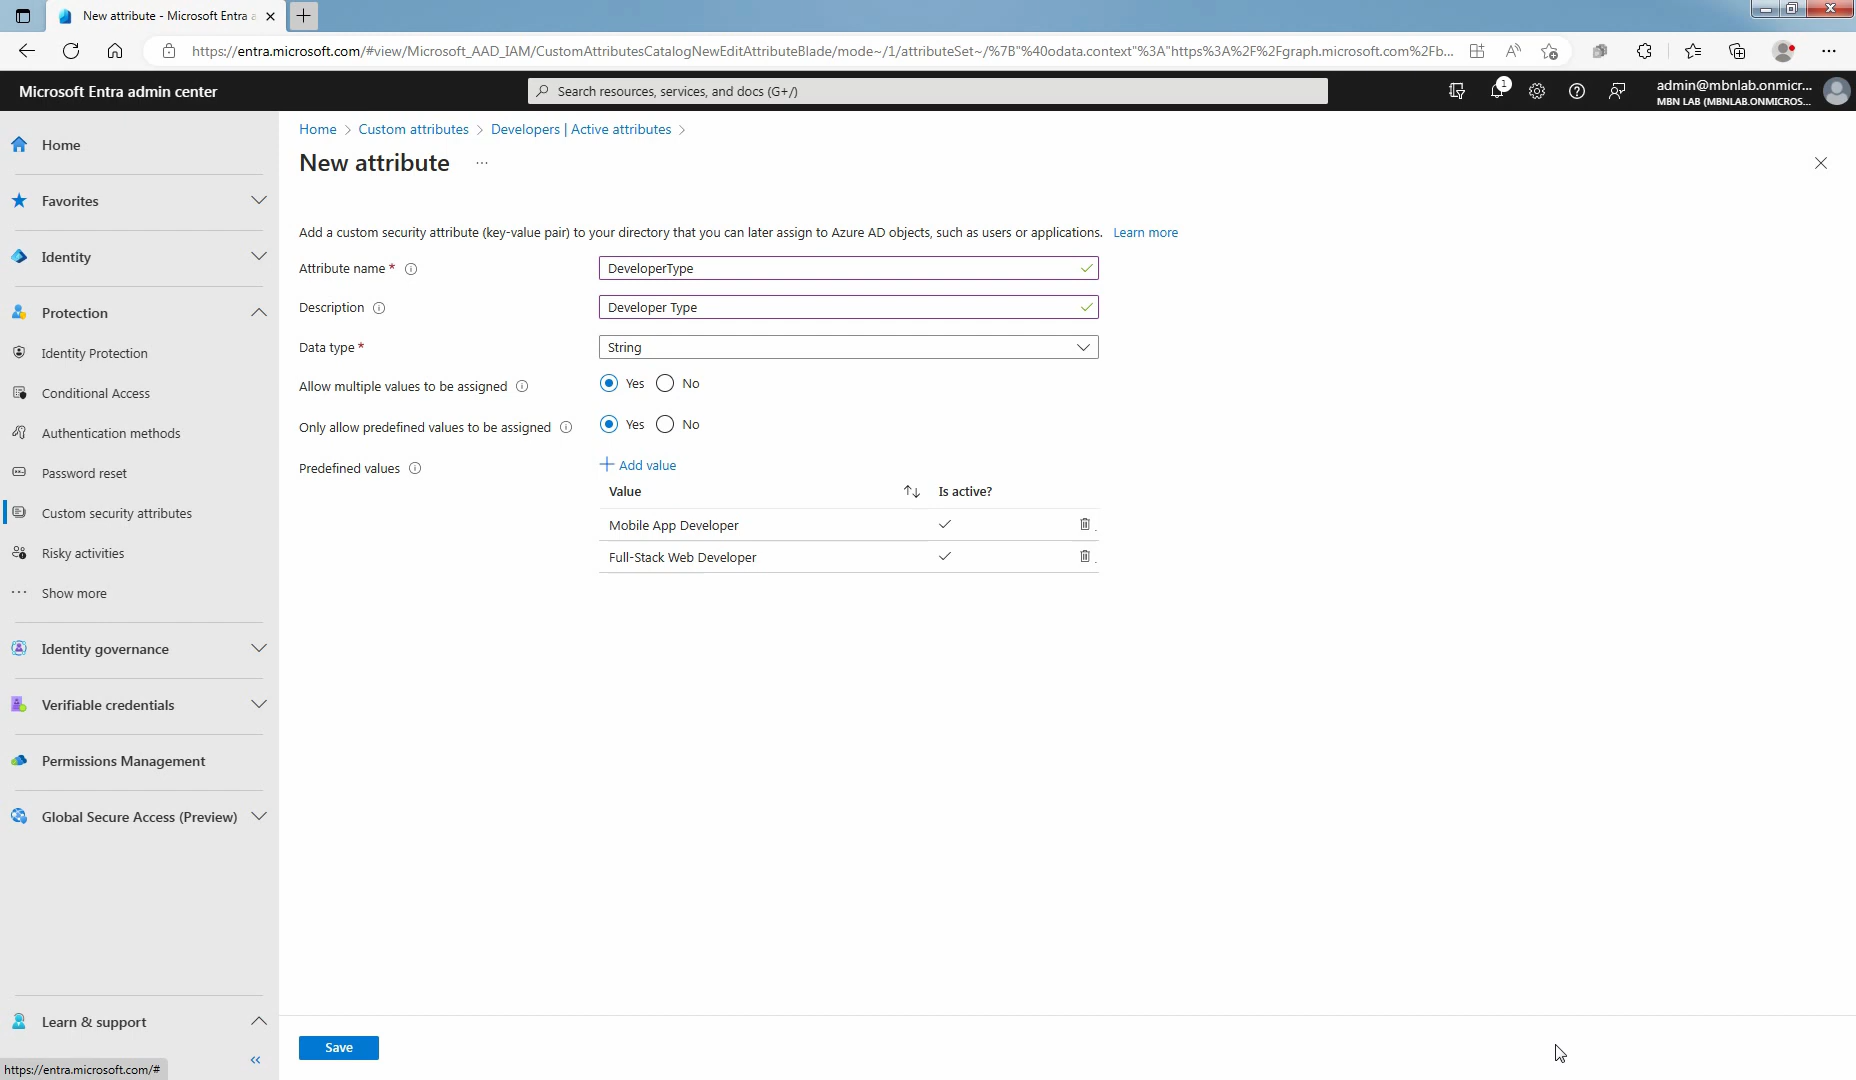 New attribute - Microsoft Entra a
https://entra.microsoft.com/#view/Microsoft_AAD_IAM/CustomAttributesCatalogNewEditAttributeBlade/mode~/1/attributeSet~/%7B"%40odata.context"%3A"https%3A%2F%2Fgraph.microsoft.com%2Fb...
Microsoft Entra admin center
Search resources, services, and docs (G+/)
1
admin@mbnlab.onmicr...
MBN LAB (MBNLAB.ONMICROS...
Home
Favorites
Identity
Protection
Identity Protection
Conditional Access
Authentication methods
Password reset
Custom security attributes
Risky activities
Show more
Identity governance
Verifiable credentials
Permissions Management
Global Secure Access (Preview)
Learn & support
https://entra.microsoft.com/#
Home > Custom attributes > Developers | Active attributes >
New attribute ...
Add a custom security attribute (key-value pair) to your directory that you can later assign to Azure AD objects, such as users or applications. Learn more
Attribute name * DeveloperType
Description Developer Type
Data type * String
Allow multiple values to be assigned Yes No
Only allow predefined values to be assigned Yes No
Predefined values + Add value
Value Is active?
Mobile App Developer
Full-Stack Web Developer
Save